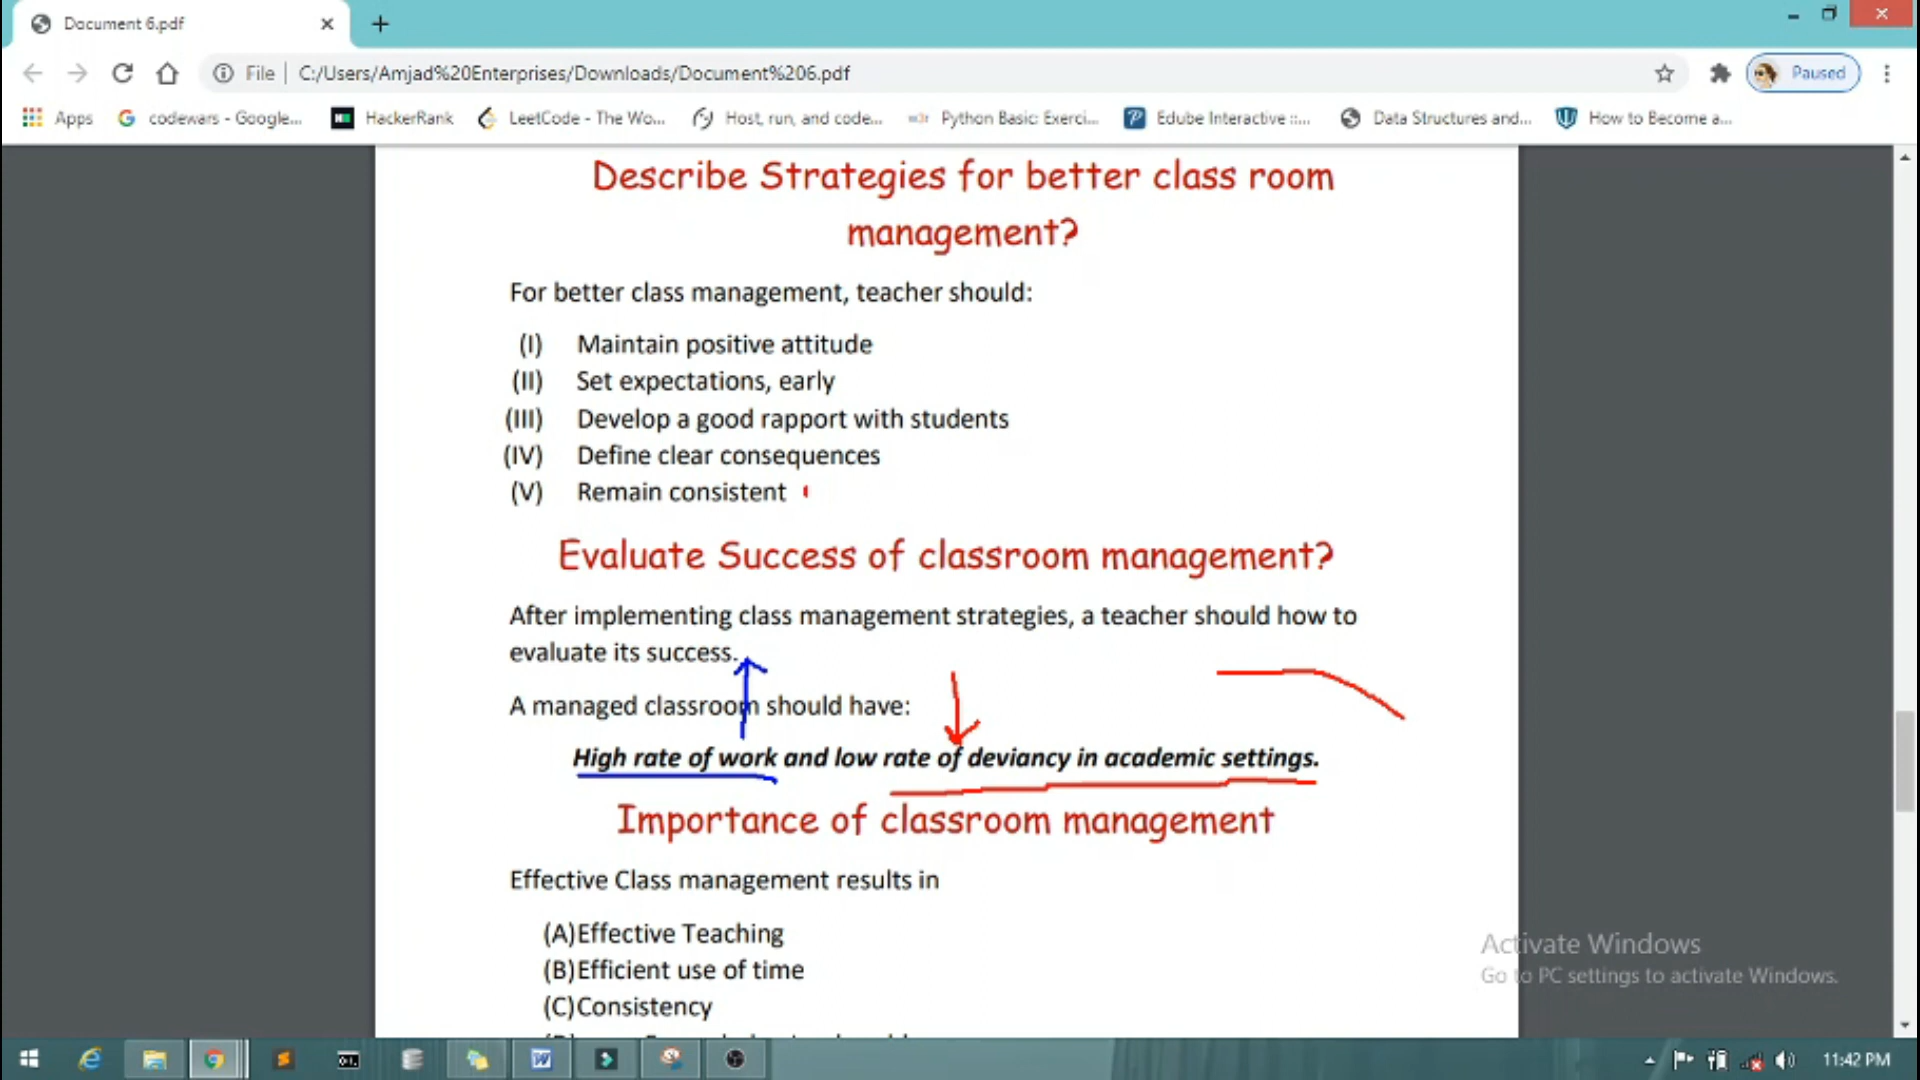 Document 6.pdf
File
C:/Users/Amjad%20Enterprises/Downloads/Document%206.pdf
Paused
Apps
codewars - Google...
HackerRank
LeetCode - The Wo...
Host, run, and code...
Python Basic: Exerci...
Edube Interactive ::...
Data Structures and...
How to Become a...
Describe Strategies for better class room
management?
For better class management, teacher should:
(I) Maintain positive attitude
(II) Set expectations, early
(III) Develop a good rapport with students
(IV) Define clear consequences
(V) Remain consistent
Evaluate Success of classroom management?
After implementing class management strategies, a teacher should how to
evaluate its success.
A managed classroom should have:
High rate of work and low rate of deviancy in academic settings.
Importance of classroom management
Effective Class management results in
(A)Effective Teaching
(B)Efficient use of time
(C)Consistency
Activate Windows
Go to PC settings to activate Windows.
11:42 PM